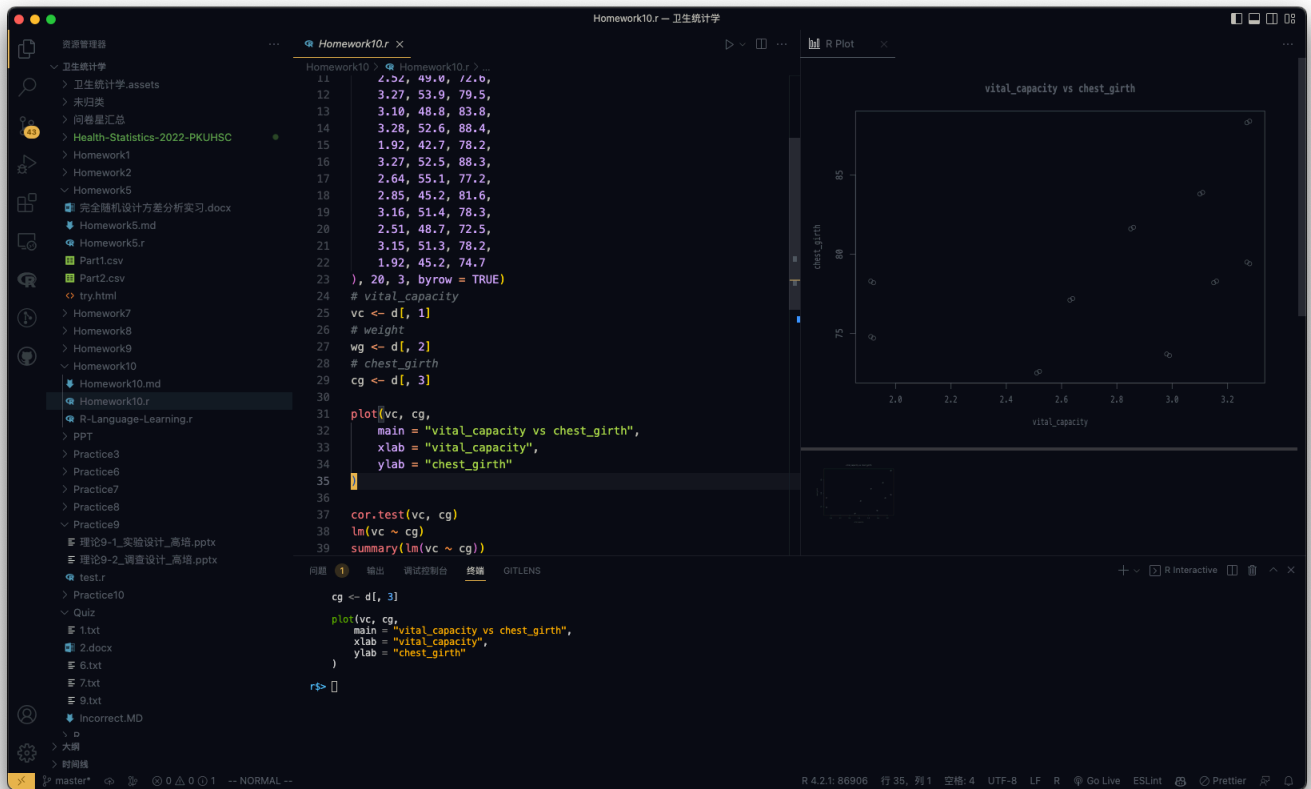 Homework10.r — 卫生统计学
资源管理器
卫生统计学
卫生统计学.assets
未归类
问卷星汇总
Health-Statistics-2022-PKUHSC
Homework1
Homework2
Homework5
完全随机设计方差分析实习.docx
Homework5.md
Homework5.r
Part1.csv
Part2.csv
try.html
Homework7
Homework8
Homework9
Homework10
Homework10.md
Homework10.r
R-Language-Learning.r
PPT
Practice3
Practice6
Practice7
Practice8
Practice9
理论9-1_实验设计_高培.pptx
理论9-2_调查设计_高培.pptx
test.r
Practice10
Quiz
1.txt
2.docx
6.txt
7.txt
9.txt
Incorrect.MD
大纲
时间线
43
Homework10.r
Homework10 > Homework10.r > ...
11 2.52, 49.0, 72.6,
12 3.27, 53.9, 79.5,
13 3.10, 48.8, 83.8,
14 3.28, 52.6, 88.4,
15 1.92, 42.7, 78.2,
16 3.27, 52.5, 88.3,
17 2.64, 55.1, 77.2,
18 2.85, 45.2, 81.6,
19 3.16, 51.4, 78.3,
20 2.51, 48.7, 72.5,
21 3.15, 51.3, 78.2,
22 1.92, 45.2, 74.7
23 ), 20, 3, byrow = TRUE)
24 # vital_capacity
25 vc <- d[, 1]
26 # weight
27 wg <- d[, 2]
28 # chest_girth
29 cg <- d[, 3]
30
31 plot(vc, cg,
32 main = "vital_capacity vs chest_girth",
33 xlab = "vital_capacity",
34 ylab = "chest_girth"
35 )
36
37 cor.test(vc, cg)
38 lm(vc ~ cg)
39 summary(lm(vc ~ cg))
R Plot
vital_capacity vs chest_girth
85
80
75
chest_girth
2.0 2.2 2.4 2.6 2.8 3.0 3.2
vital_capacity
问题 1 输出 调试控制台 终端 GITLENS
R Interactive
cg <- d[, 3]
plot(vc, cg,
main = "vital_capacity vs chest_girth",
xlab = "vital_capacity",
ylab = "chest_girth"
)
r$>
master* 0 0 1 -- NORMAL --
R 4.2.1: 86906 行 35，列 1 空格: 4 UTF-8 LF R Go Live ESLint Prettier